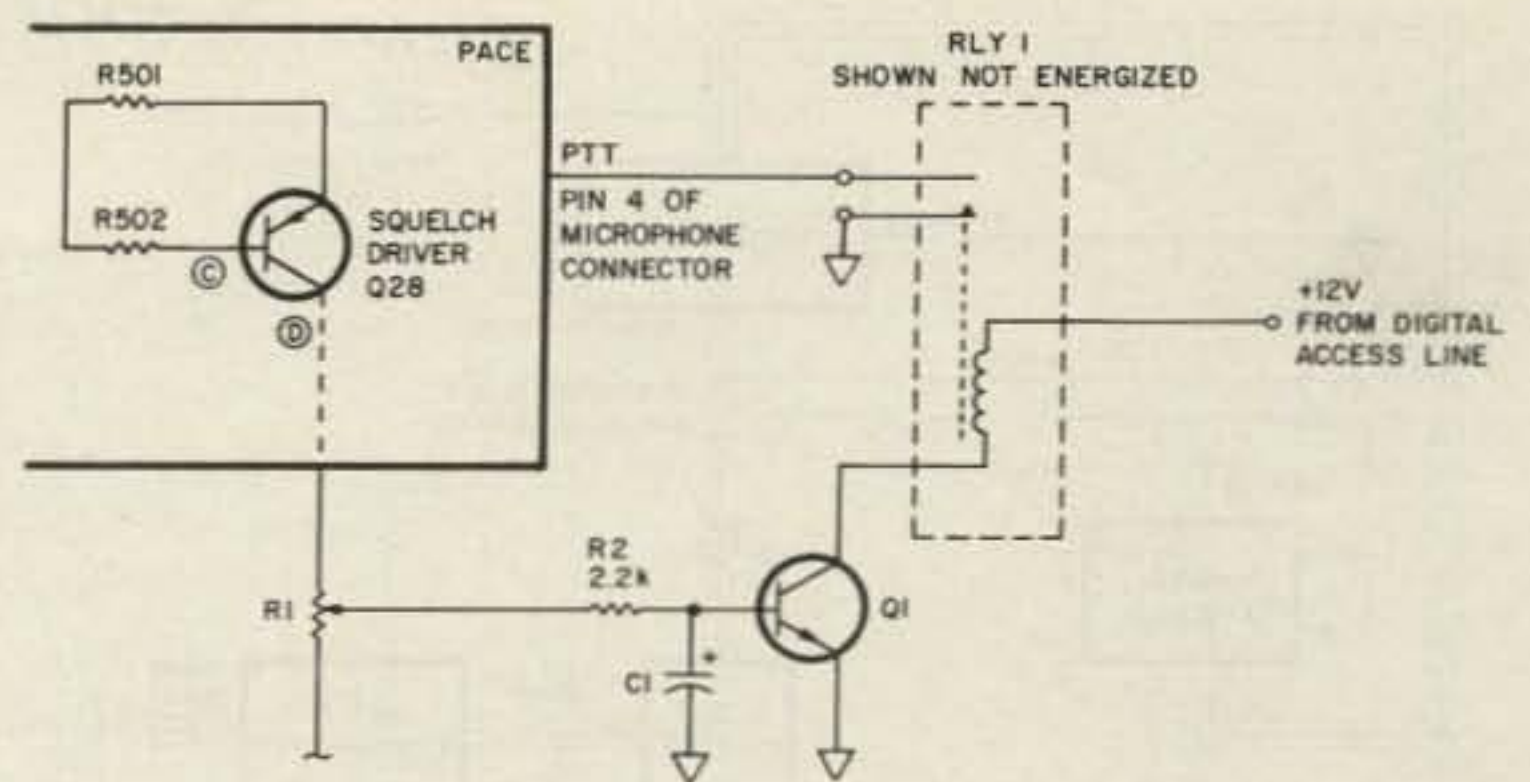 PACE
R501
R502
C
D
SQUELCH
DRIVER
Q28
PTT
PIN 4 OF
MICROPHONE
CONNECTOR
RLY 1
SHOWN NOT ENERGIZED
+12V
FROM DIGITAL
ACCESS LINE
R1
R2
2.2k
C1
+
Q1